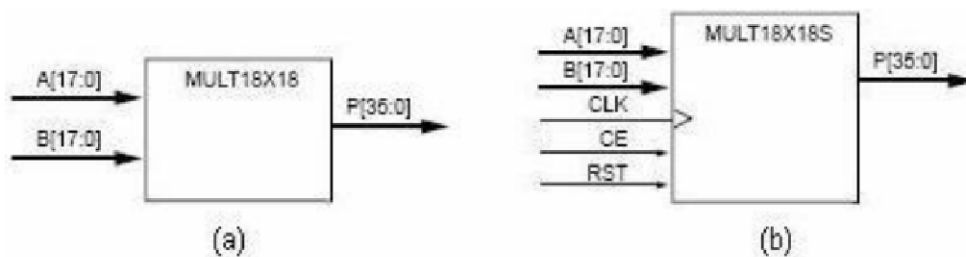 A[17:0]
B[17:0]
MULT18X18
P[35:0]
(a)
A[17:0]
B[17:0]
CLK
CE
RST
MULT18X18S
P[35:0]
(b)